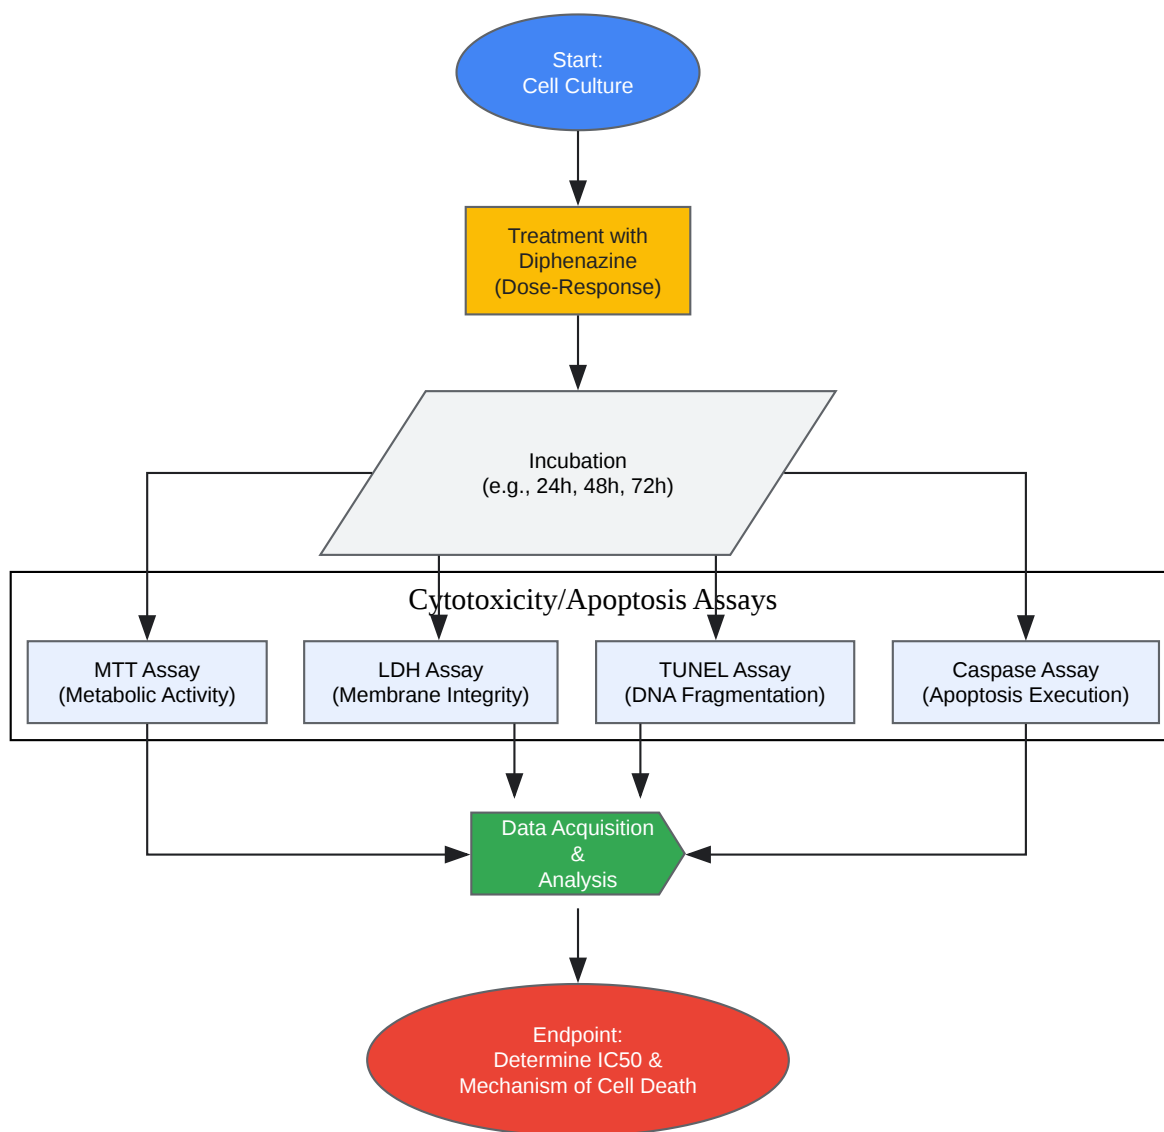 Start:
Cell Culture
Treatment with
Diphenazine
(Dose-Response)
Incubation
(e.g., 24h, 48h, 72h)
Cytotoxicity/Apoptosis Assays
MTT Assay
(Metabolic Activity)
LDH Assay
(Membrane Integrity)
TUNEL Assay
(DNA Fragmentation)
Caspase Assay
(Apoptosis Execution)
Data Acquisition
&
Analysis
Endpoint:
Determine IC50 &
Mechanism of Cell Death